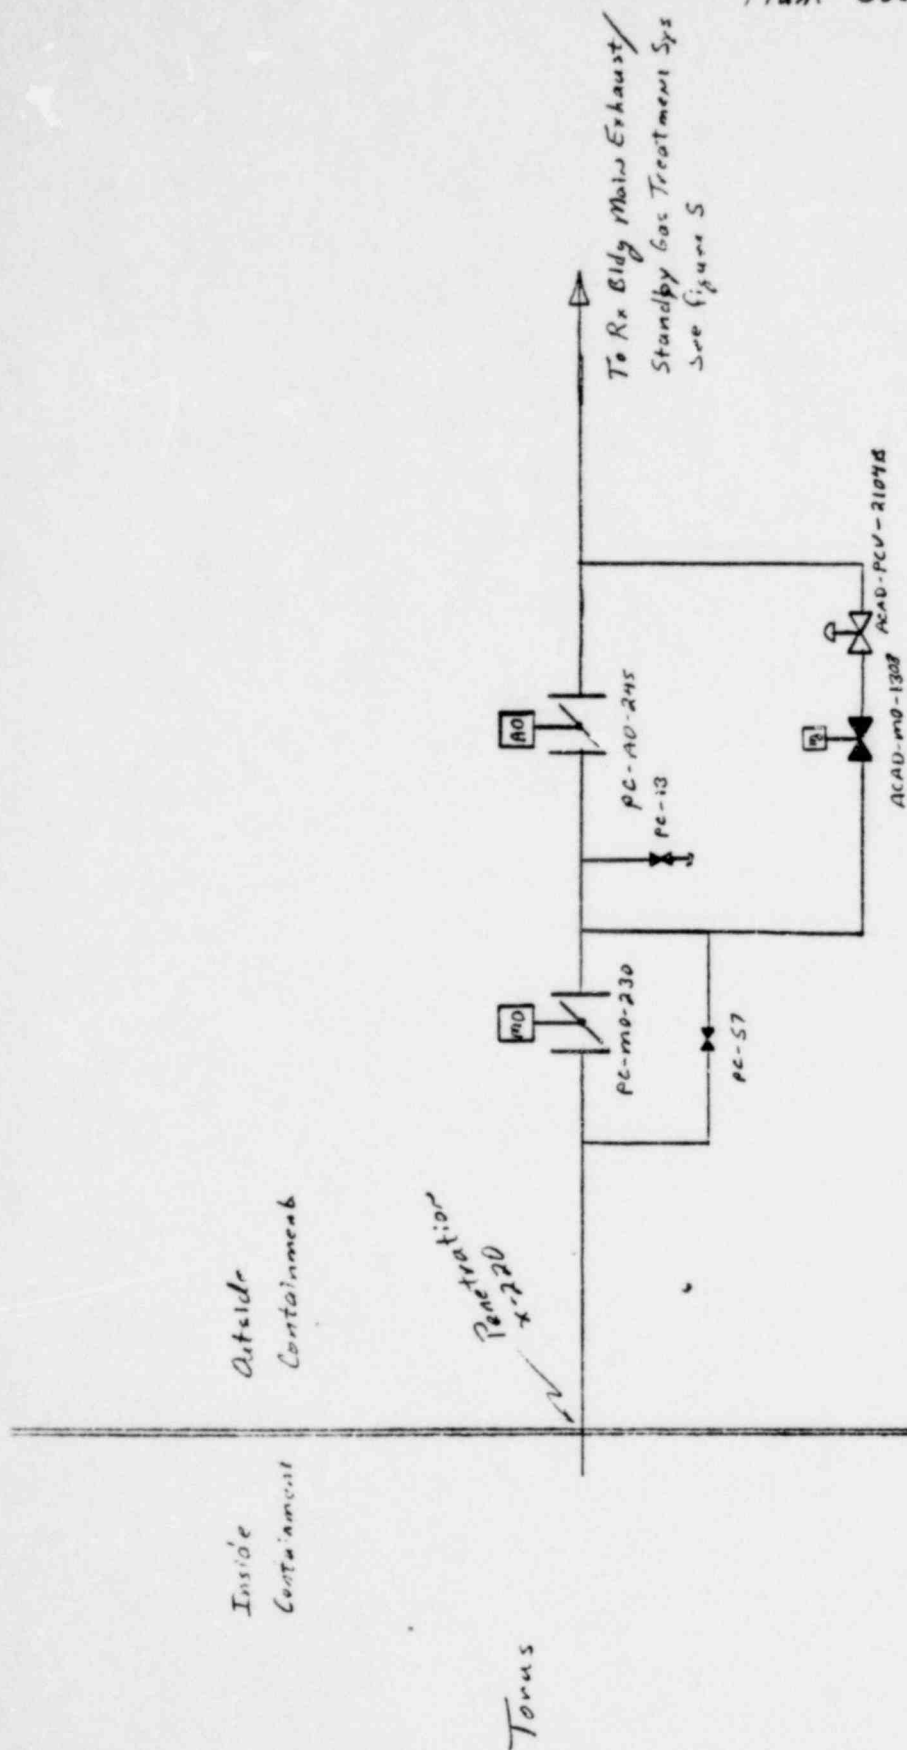 Inside
Containment
Outside
Containment
Torus
Penetration
X-220
MO
PC-MO-230
PC-57
PC-13
AO
PC-AO-245
ACAD-MO-1308
ACAD-PCV-2104B
To Rx Bldg Main Exhaust/
Standby Gas Treatment Sys
See figure 5